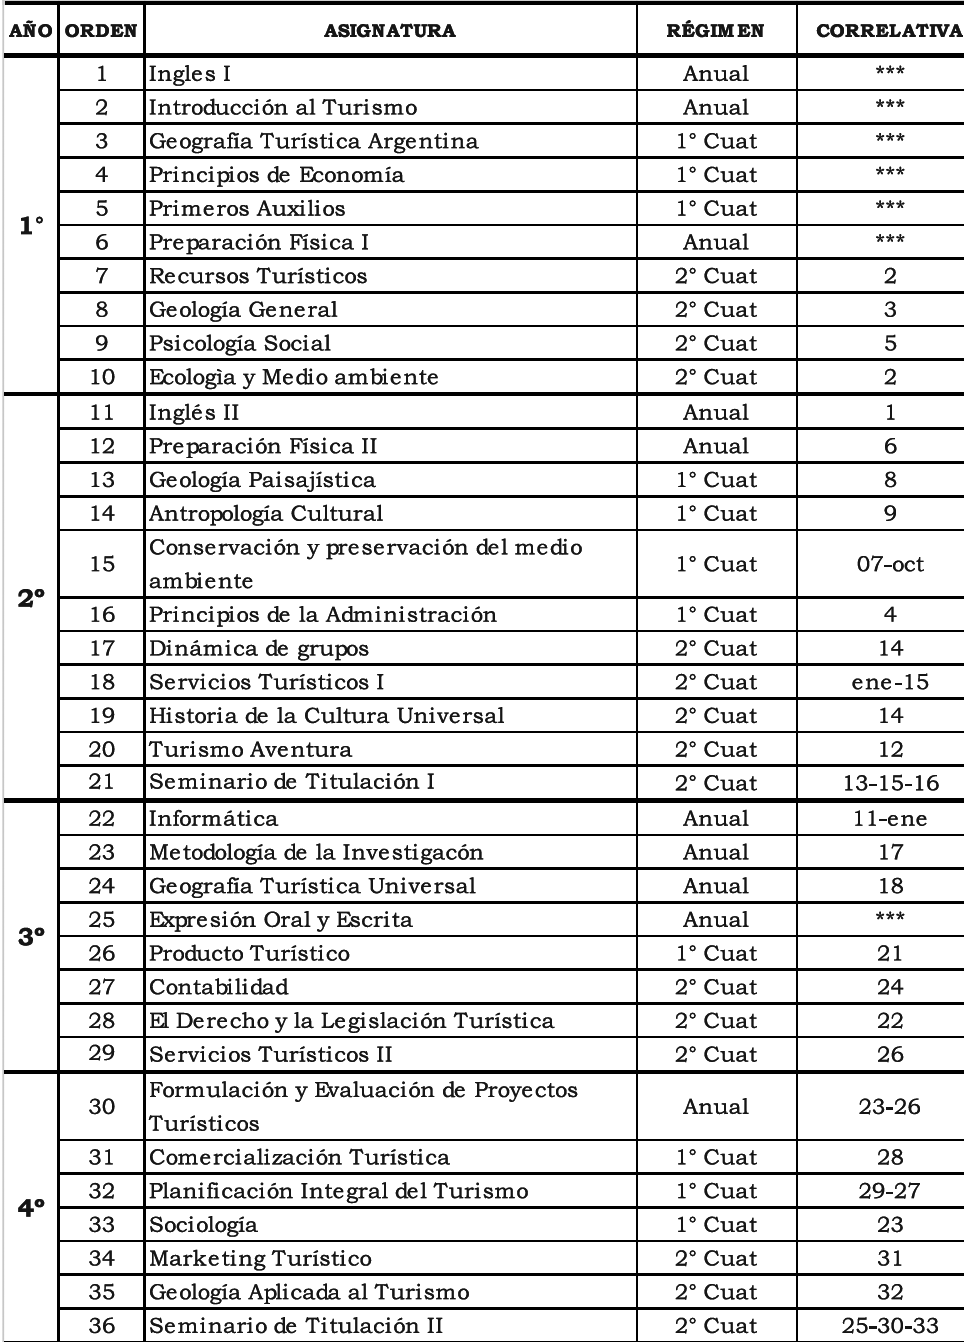 AÑO ORDEN ASIGNATURA RÉGIMEN CORRELATIVA
1° 
1 Ingles I Anual ***
2 Introducción al Turismo Anual ***
3 Geografía Turística Argentina 1° Cuat ***
4 Principios de Economía 1° Cuat ***
5 Primeros Auxilios 1° Cuat ***
6 Preparación Física I Anual ***
7 Recursos Turísticos 2° Cuat 2
8 Geología General 2° Cuat 3
9 Psicología Social 2° Cuat 5
10 Ecologìa y Medio ambiente 2° Cuat 2
2º
11 Inglés II Anual 1
12 Preparación Física II Anual 6
13 Geología Paisajística 1° Cuat 8
14 Antropología Cultural 1° Cuat 9
15 Conservación y preservación del medio
ambiente 1° Cuat 07-oct
16 Principios de la Administración 1° Cuat 4
17 Dinámica de grupos 2° Cuat 14
18 Servicios Turísticos I 2° Cuat ene-15
19 Historia de la Cultura Universal 2° Cuat 14
20 Turismo Aventura 2° Cuat 12
21 Seminario de Titulación I 2° Cuat 13-15-16
3º
22 Informática Anual 11-ene
23 Metodología de la Investigacón Anual 17
24 Geografía Turística Universal Anual 18
25 Expresión Oral y Escrita Anual ***
26 Producto Turístico 1° Cuat 21
27 Contabilidad 2° Cuat 24
28 El Derecho y la Legislación Turística 2° Cuat 22
29 Servicios Turísticos II 2° Cuat 26
4º
30 Formulación y Evaluación de Proyectos
Turísticos Anual 23-26
31 Comercialización Turística 1° Cuat 28
32 Planificación Integral del Turismo 1° Cuat 29-27
33 Sociología 1° Cuat 23
34 Marketing Turístico 2° Cuat 31
35 Geología Aplicada al Turismo 2° Cuat 32
36 Seminario de Titulación II 2° Cuat 25-30-33